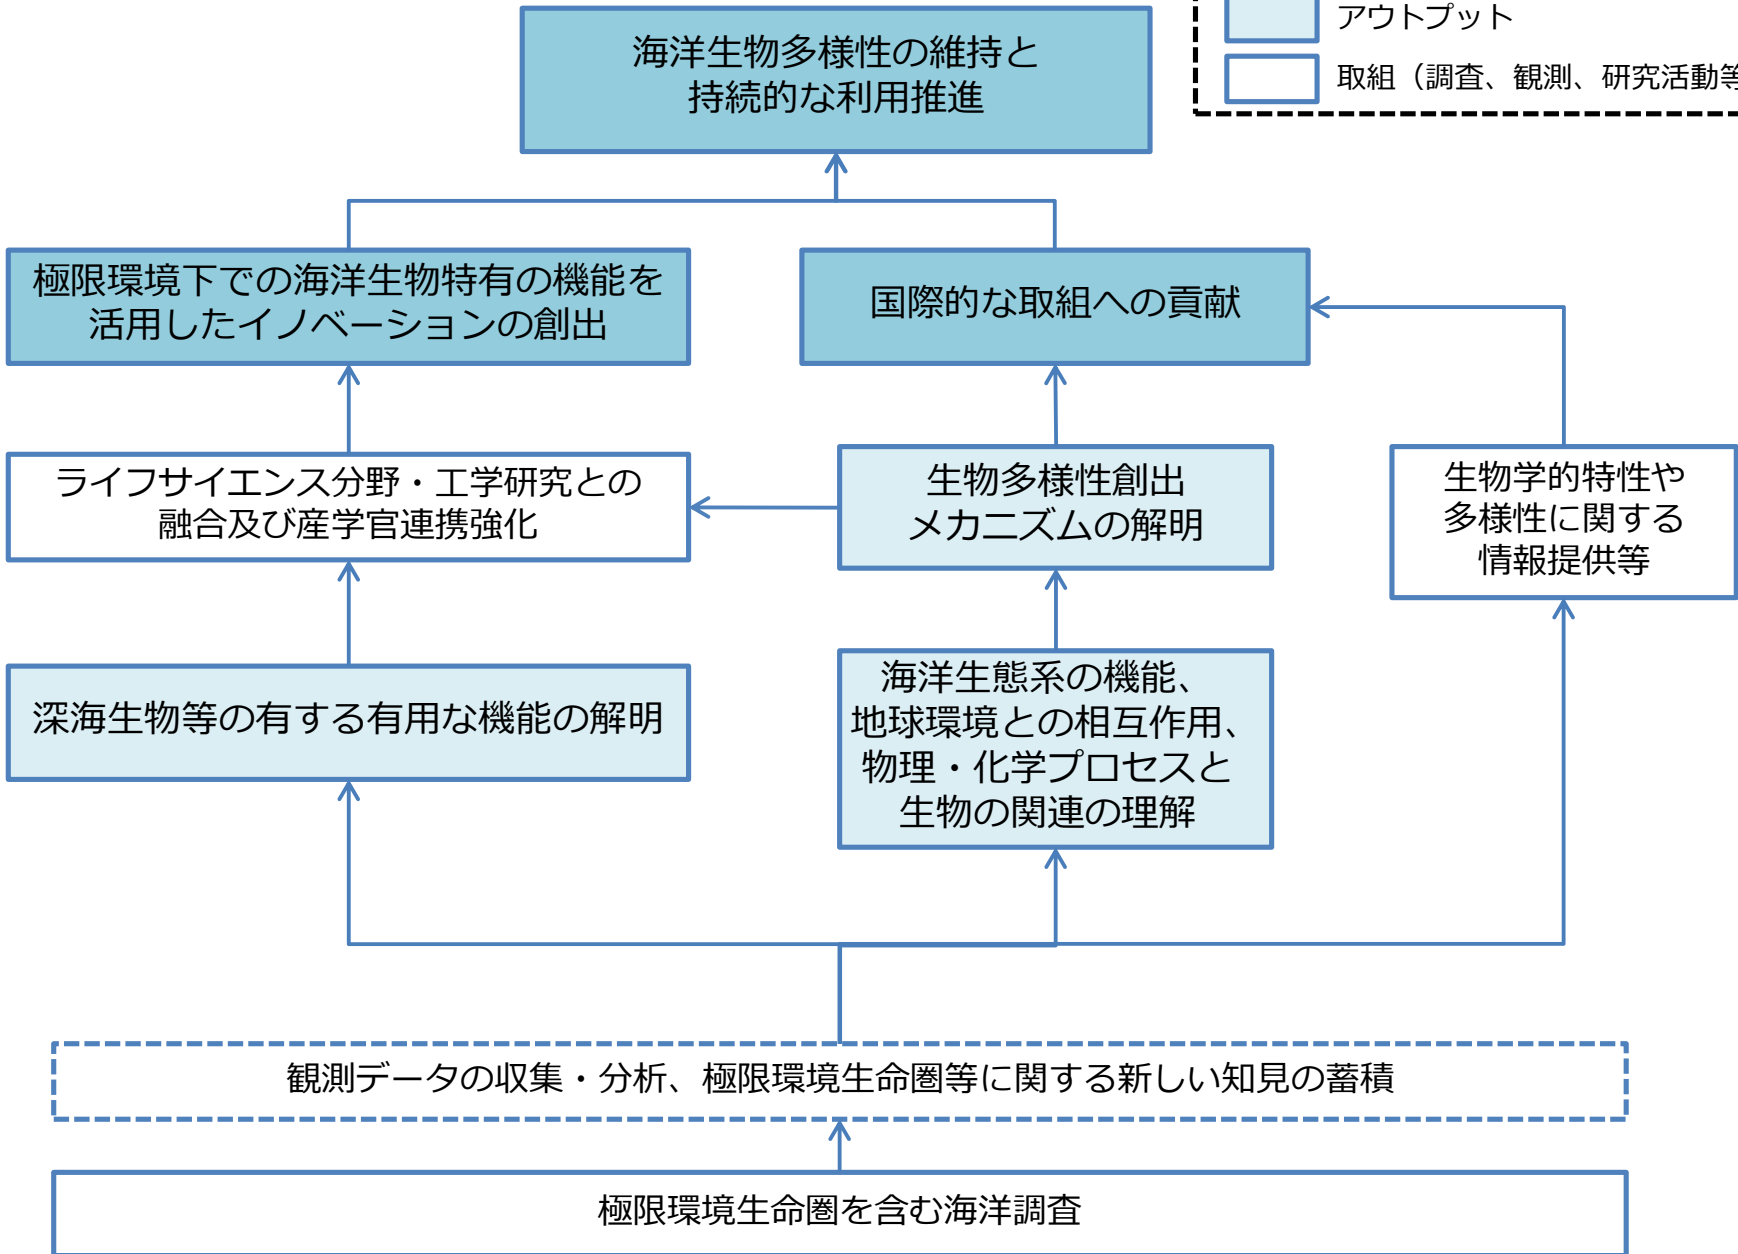 アウトプット
取組（調査、観測、研究活動等
海洋生物多様性の維持と
持続的な利用推進
極限環境下での海洋生物特有の機能を
活用したイノベーションの創出
国際的な取組への貢献
ライフサイエンス分野・工学研究との
融合及び産学官連携強化
生物多様性創出
メカニズムの解明
生物学的特性や
多様性に関する
情報提供等
深海生物等の有する有用な機能の解明
海洋生態系の機能、
地球環境との相互作用、
物理・化学プロセスと
生物の関連の理解
観測データの収集・分析、極限環境生命圏等に関する新しい知見の蓄積
極限環境生命圏を含む海洋調査